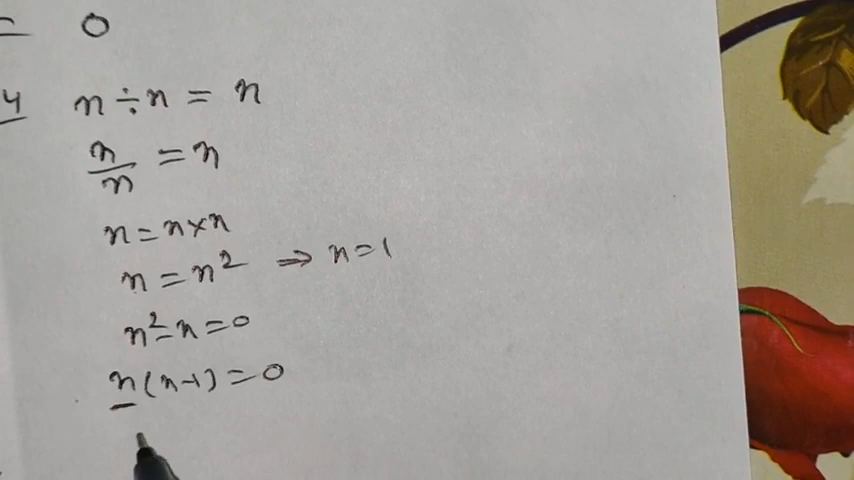 = 0
4 n ÷ n = n
n/n = n
n = n × n
n = n² ⇒ n = 1
n² - n = 0
n (n-1) = 0